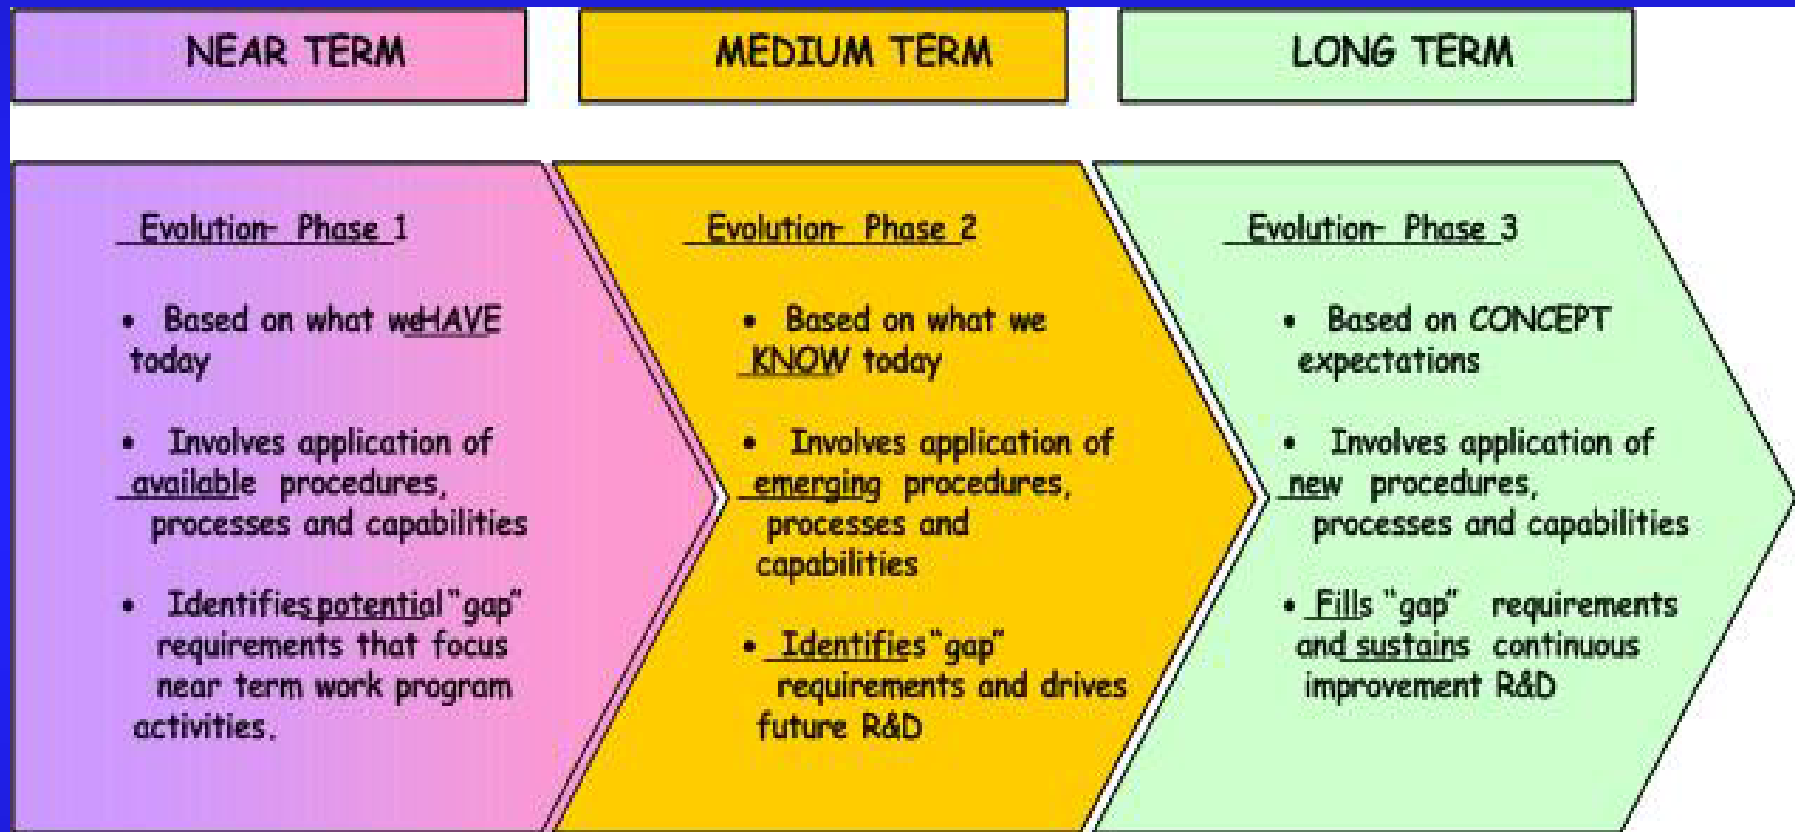 NEAR TERM
MEDIUM TERM
LONG TERM
Evolution- Phase 1
• Based on what we HAVE
today
• Involves application of
available procedures,
processes and capabilities
• Identifies potential "gap"
requirements that focus
near term work program
activities.
Evolution- Phase 2
• Based on what we
KNOW today
• Involves application of
emerging procedures,
processes and
capabilities
• Identifies "gap"
requirements and drives
future R&D
Evolution- Phase 3
• Based on CONCEPT
expectations
• Involves application of
new procedures,
processes and capabilities
• Fills "gap" requirements
and sustains continuous
improvement R&D